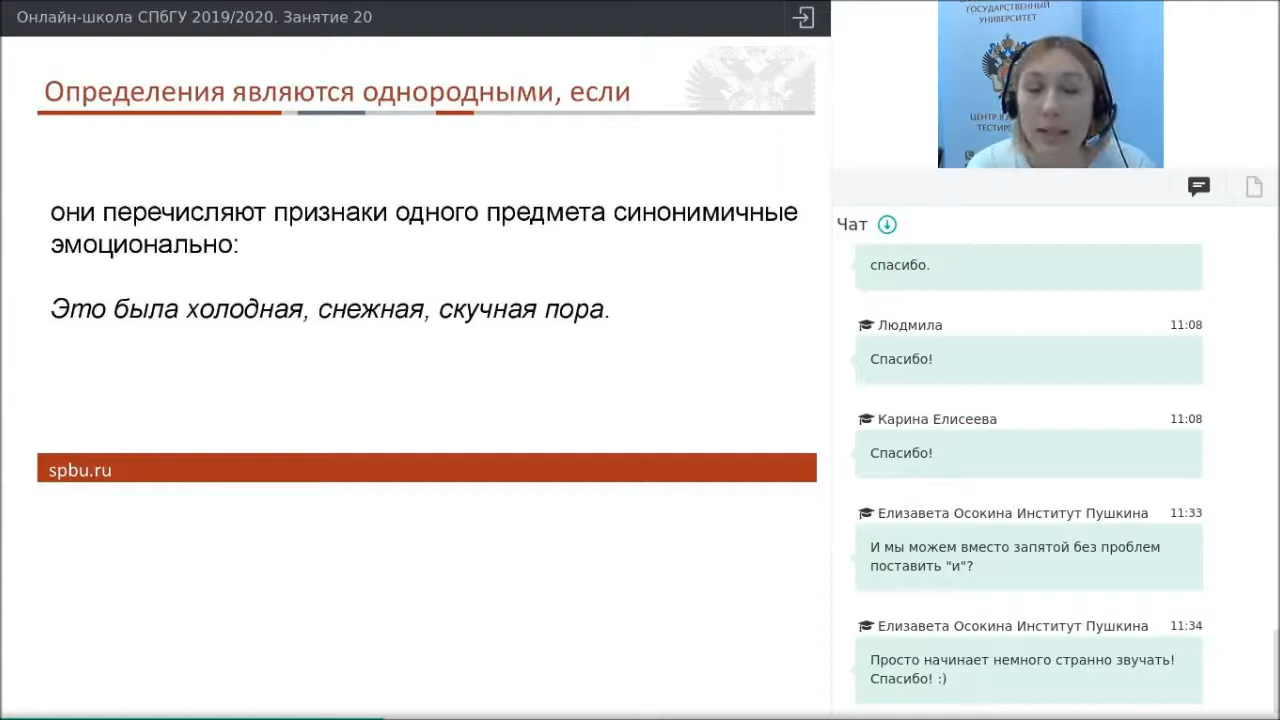 Онлайн-школа СПбГУ 2019/2020. Занятие 20
Определения являются однородными, если
они перечисляют признаки одного предмета синонимичные
эмоционально:
Это была холодная, снежная, скучная пора.
spbu.ru
ГОСУДАРСТВЕННЫЙ
УНИВЕРСИТЕТ
ЦЕНТР
Чат
спасибо.
Людмила 11:08
Спасибо!
Карина Елисеева 11:08
Спасибо!
Елизавета Осокина Институт Пушкина 11:33
И мы можем вместо запятой без проблем
поставить "и"?
Елизавета Осокина Институт Пушкина 11:34
Просто начинает немного странно звучать!
Спасибо! :)